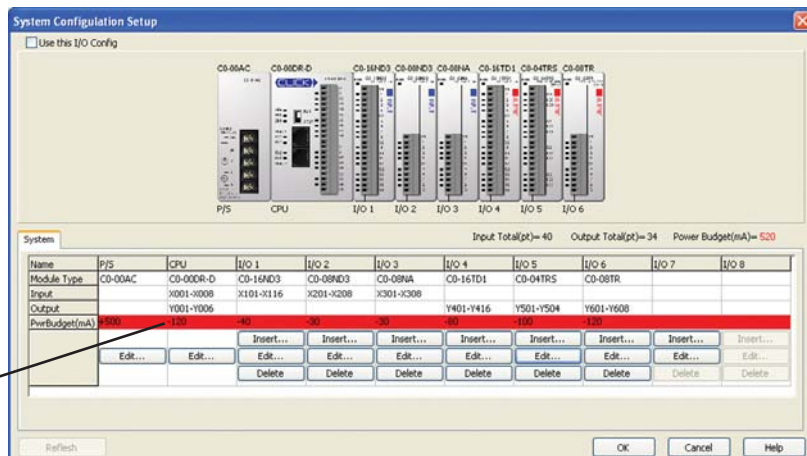 System Configulation Setup
Use this I/O Config
C0-00AC C0-00DR-D C0-16ND3 C0-08ND3 C0-08NA C0-16TD1 C0-04TRS C0-08TR
CLICK
P/S CPU I/O 1 I/O 2 I/O 3 I/O 4 I/O 5 I/O 6
System
Input Total(pt)= 40 Output Total(pt)= 34 Power Budget(mA)= 520
Name P/S CPU I/O 1 I/O 2 I/O 3 I/O 4 I/O 5 I/O 6 I/O 7 I/O 8
Module Type C0-00AC C0-00DR-D C0-16ND3 C0-08ND3 C0-08NA C0-16TD1 C0-04TRS C0-08TR
Input X001-X008 X101-X116 X201-X208 X301-X308
Output Y001-Y006 Y401-Y416 Y501-Y504 Y601-Y608
PwrBudget(mA) +500 -120 -40 -30 -30 -80 -100 -120
Insert... Insert... Insert... Insert... Insert... Insert... Insert... Insert...
Edit... Edit... Edit... Edit... Edit... Edit... Edit... Edit... Edit... Edit...
Delete Delete Delete Delete Delete Delete Delete Delete
Reflesh OK Cancel Help